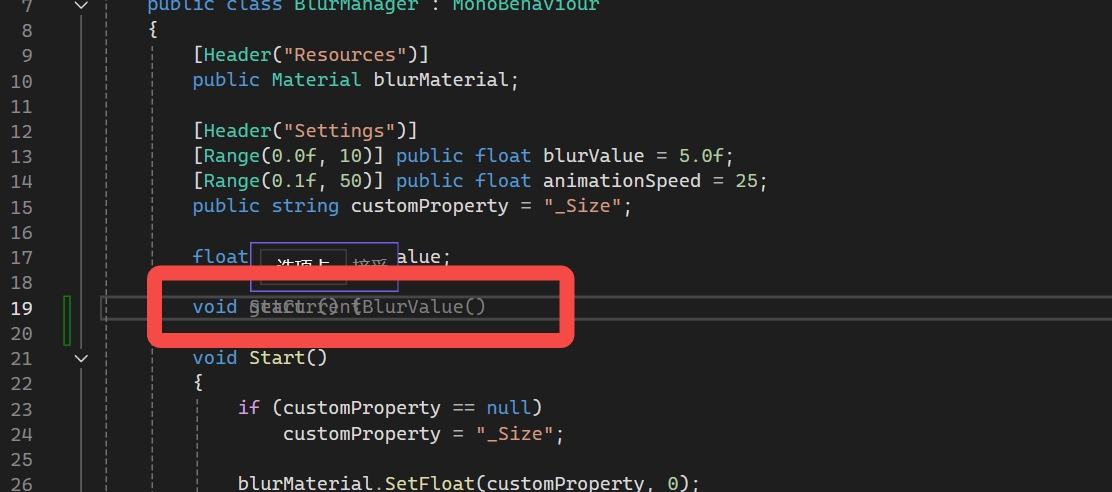 7 public class BlurManager : MonoBehaviour
8 {
9 [Header("Resources")]
10 public Material blurMaterial;
11
12 [Header("Settings")]
13 [Range(0.0f, 10)] public float blurValue = 5.0f;
14 [Range(0.1f, 50)] public float animationSpeed = 25;
15 public string customProperty = "_Size";
16
选项卡 接受
17 float alue;
18
19 void getCurrentBlurValue()
20
21 void Start()
22 {
23 if (customProperty == null)
24 customProperty = "_Size";
25
26 blurMaterial.SetFloat(customProperty, 0);